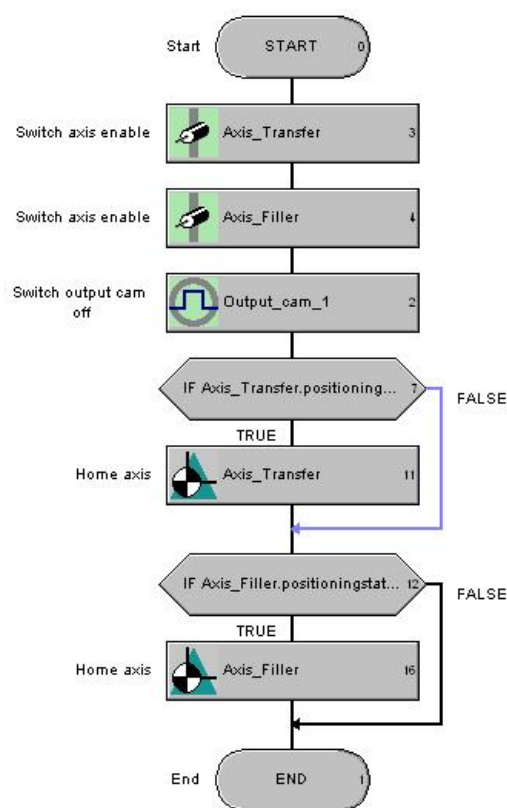 Start START 0
Switch axis enable Axis_Transfer 3
Switch axis enable Axis_Filler 4
Switch output cam
off
Output_cam_1 2
IF Axis_Transfer.positioning... 7
FALSE
TRUE
Home axis Axis_Transfer 11
IF Axis_Filler.positioningstat... 12
FALSE
TRUE
Home axis Axis_Filler 16
End END 1